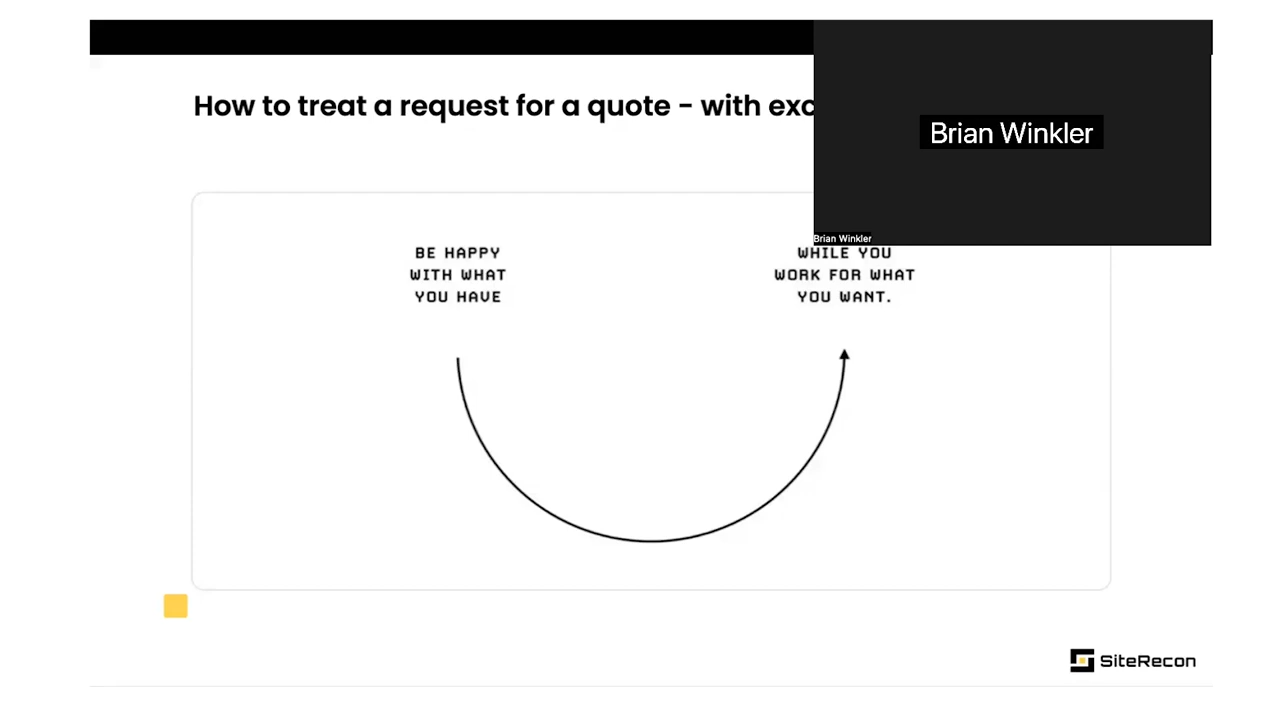 How to treat a request for a quote - with exc
Brian Winkler
Brian Winkler
BE HAPPY
WITH WHAT
YOU HAVE
WHILE YOU
WORK FOR WHAT
YOU WANT.
SiteRecon